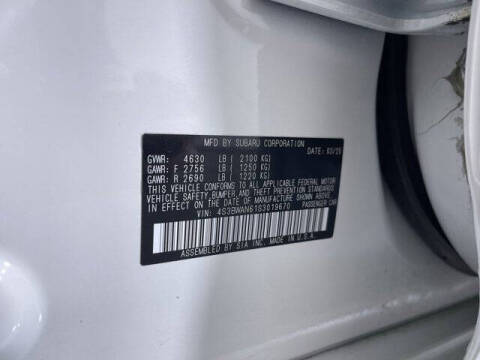 MFD BY SUBARU CORPORATION
DATE: 03/25
GVWR: 4630 LB ( 2100 KG)
GAWR: F 2756 LB ( 1250 KG)
GAWR: R 2690 LB ( 1220 KG)
THIS VEHICLE CONFORMS TO ALL APPLICABLE FEDERAL MOTOR
VEHICLE SAFETY, BUMPER, AND THEFT PREVENTION STANDARDS
IN EFFECT ON THE DATE OF MANUFACTURE SHOWN ABOVE.
VIN: 4S3BWAN61S3019670 PASSENGER CAR
ASSEMBLED BY SIA INC. MADE IN U.S.A.